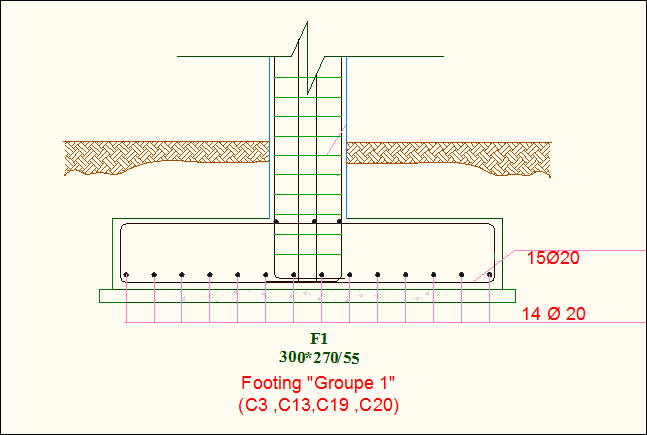 15Ø20
14 Ø 20
F1
300*270/55
Footing "Groupe 1"
(C3 ,C13,C19 ,C20)